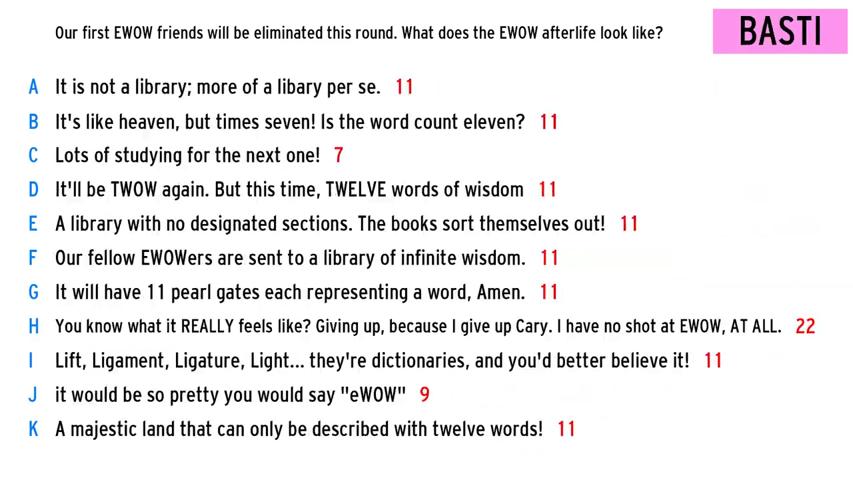 Our first EWOW friends will be eliminated this round. What does the EWOW afterlife look like?
BASTI
A It is not a library; more of a libary per se. 11
B It's like heaven, but times seven! Is the word count eleven? 11
C Lots of studying for the next one! 7
D It'll be TWOW again. But this time, TWELVE words of wisdom 11
E A library with no designated sections. The books sort themselves out! 11
F Our fellow EWOWers are sent to a library of infinite wisdom. 11
G It will have 11 pearl gates each representing a word, Amen. 11
H You know what it REALLY feels like? Giving up, because I give up Cary. I have no shot at EWOW, AT ALL. 22
I Lift, Ligament, Ligature, Light... they're dictionaries, and you'd better believe it! 11
J it would be so pretty you would say "eWOW" 9
K A majestic land that can only be described with twelve words! 11